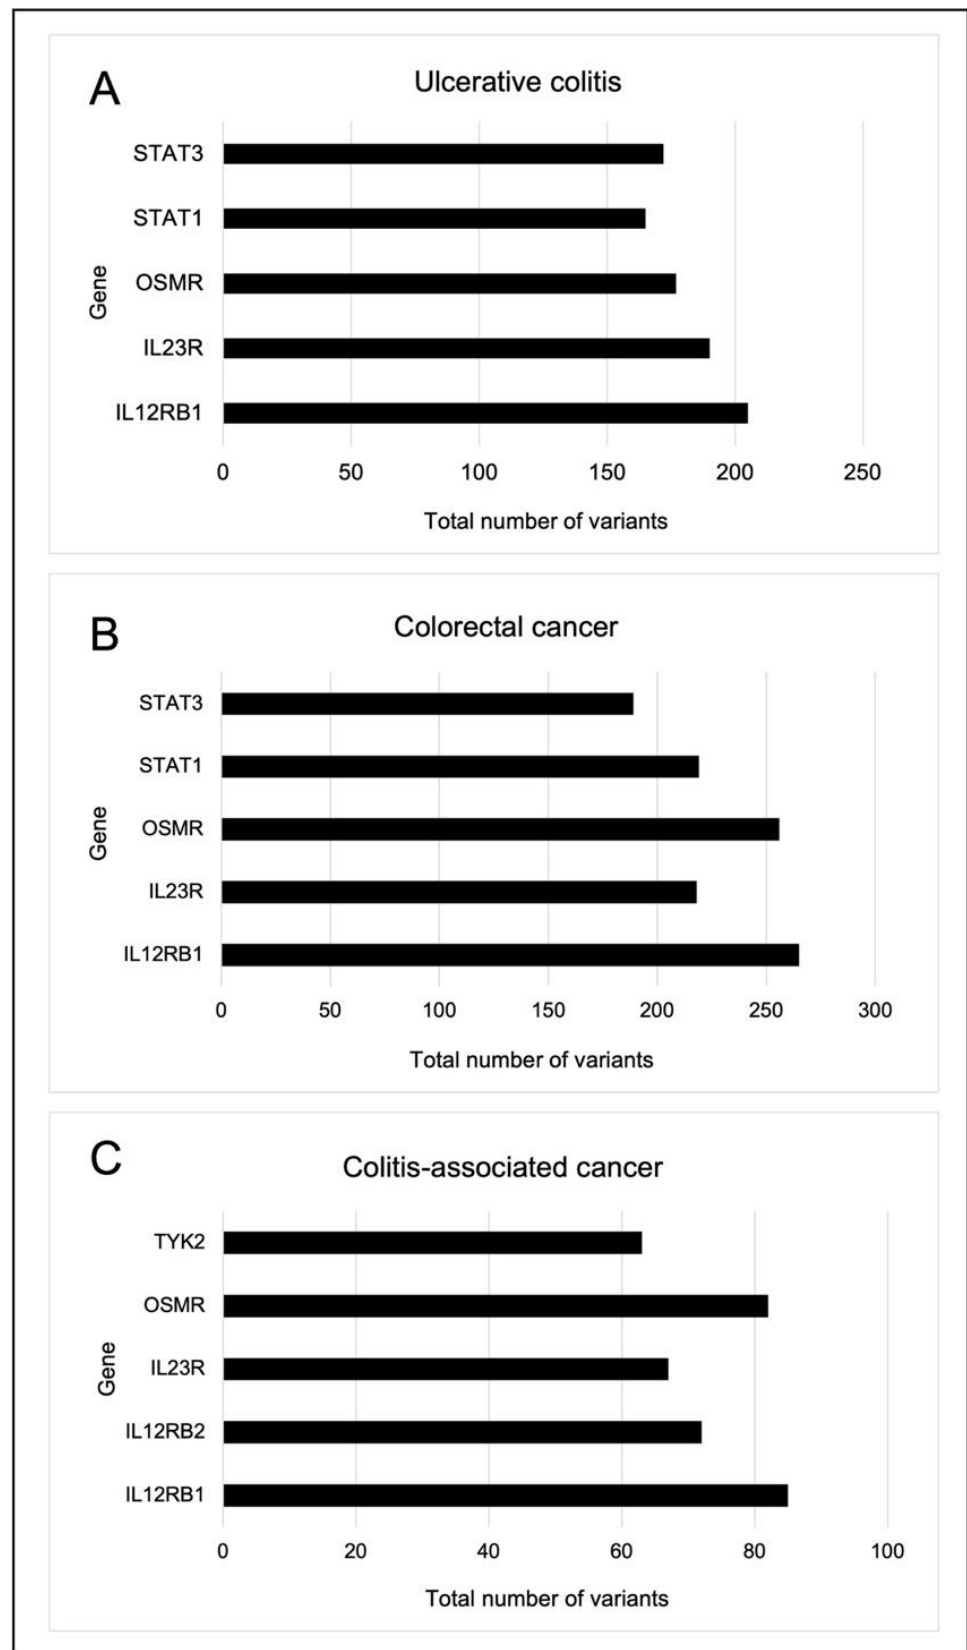 A
Ulcerative colitis
STAT3
STAT1
OSMR
IL23R
IL12RB1
Gene
0 50 100 150 200 250
Total number of variants
B
Colorectal cancer
STAT3
STAT1
OSMR
IL23R
IL12RB1
Gene
0 50 100 150 200 250 300
Total number of variants
C
Colitis-associated cancer
TYK2
OSMR
IL23R
IL12RB2
IL12RB1
Gene
0 20 40 60 80 100
Total number of variants